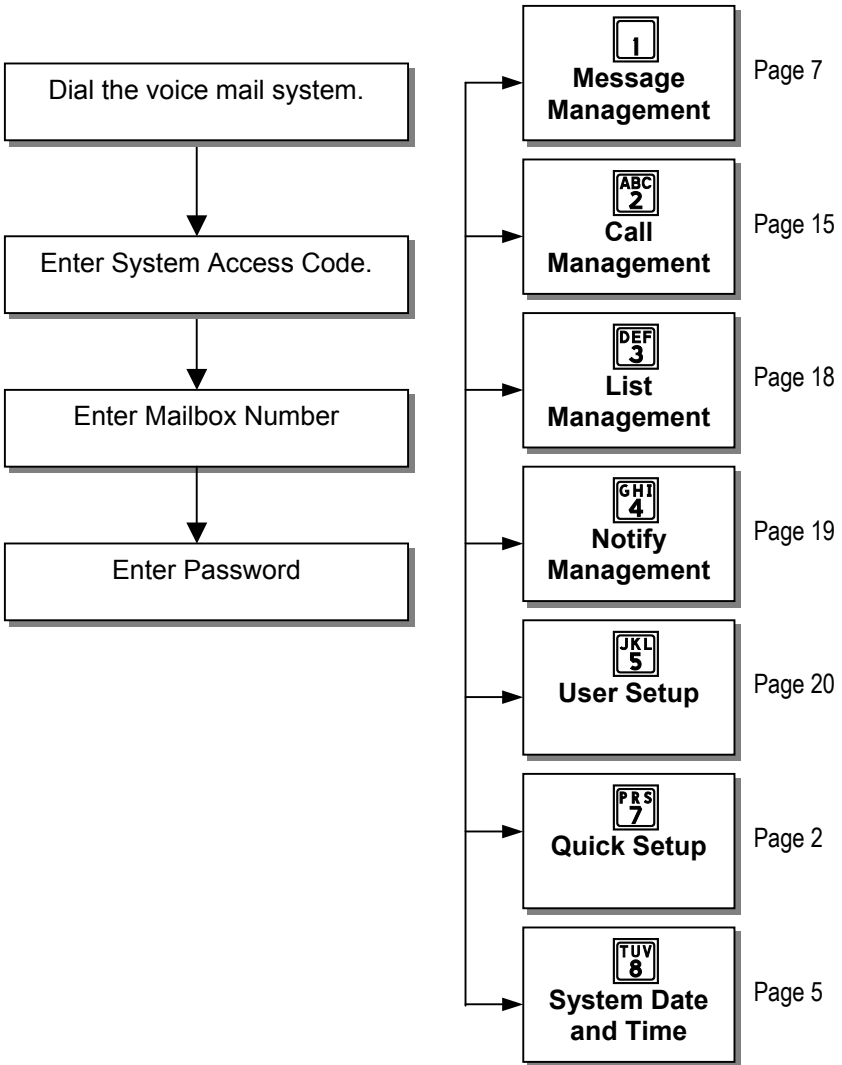 Dial the voice mail system.
Enter System Access Code.
Enter Mailbox Number
Enter Password
1
Message
Management
Page 7
ABC
2
Call
Management
Page 15
DEF
3
List
Management
Page 18
GHI
4
Notify
Management
Page 19
JKL
5
User Setup
Page 20
PRS
7
Quick Setup
Page 2
TUV
8
System Date
and Time
Page 5